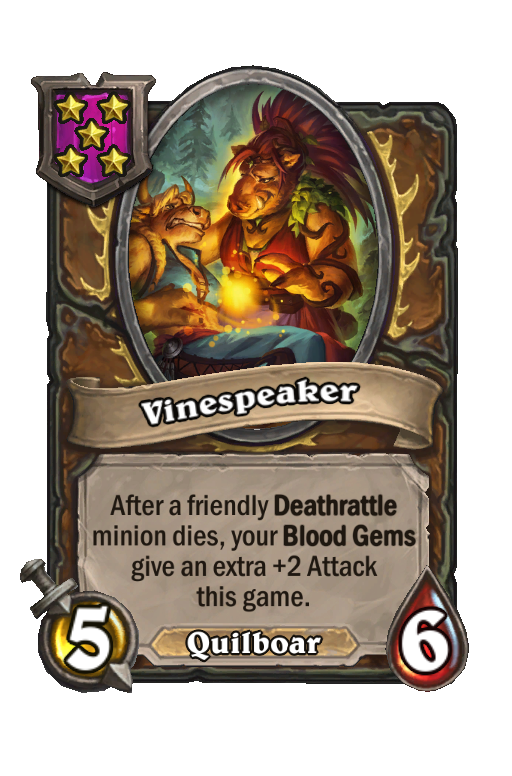 Vinespeaker
After a friendly Deathrattle
minion dies, your Blood Gems
give an extra +2 Attack
this game.
5
Quilboar
6